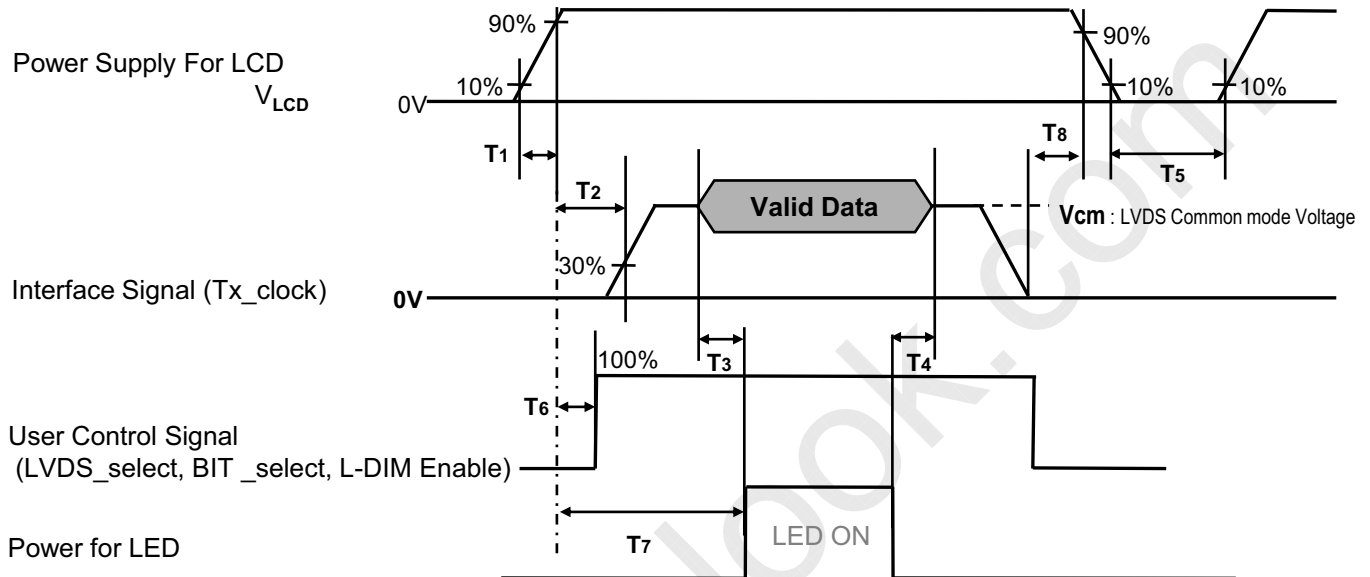 90%
90%
Power Supply For LCD
VLCD
10%
10%
10%
0V
T1
T8
T5
T2
Valid Data
Vcm : LVDS Common mode Voltage
30%
Interface Signal (Tx_clock)
0V
T3
T4
100%
T6
User Control Signal
(LVDS_select, BIT _select, L-DIM Enable)
T7
LED ON
Power for LED
look.com